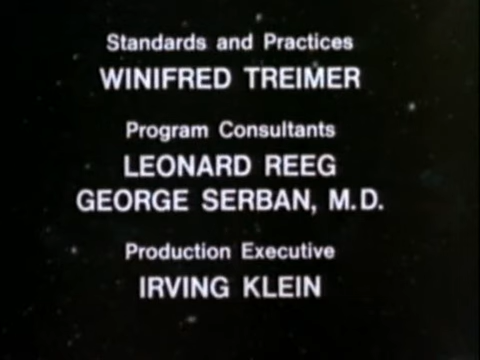 Standards and Practices
WINIFRED TREIMER
Program Consultants
LEONARD REEG
GEORGE SERBAN, M.D.
Production Executive
IRVING KLEIN